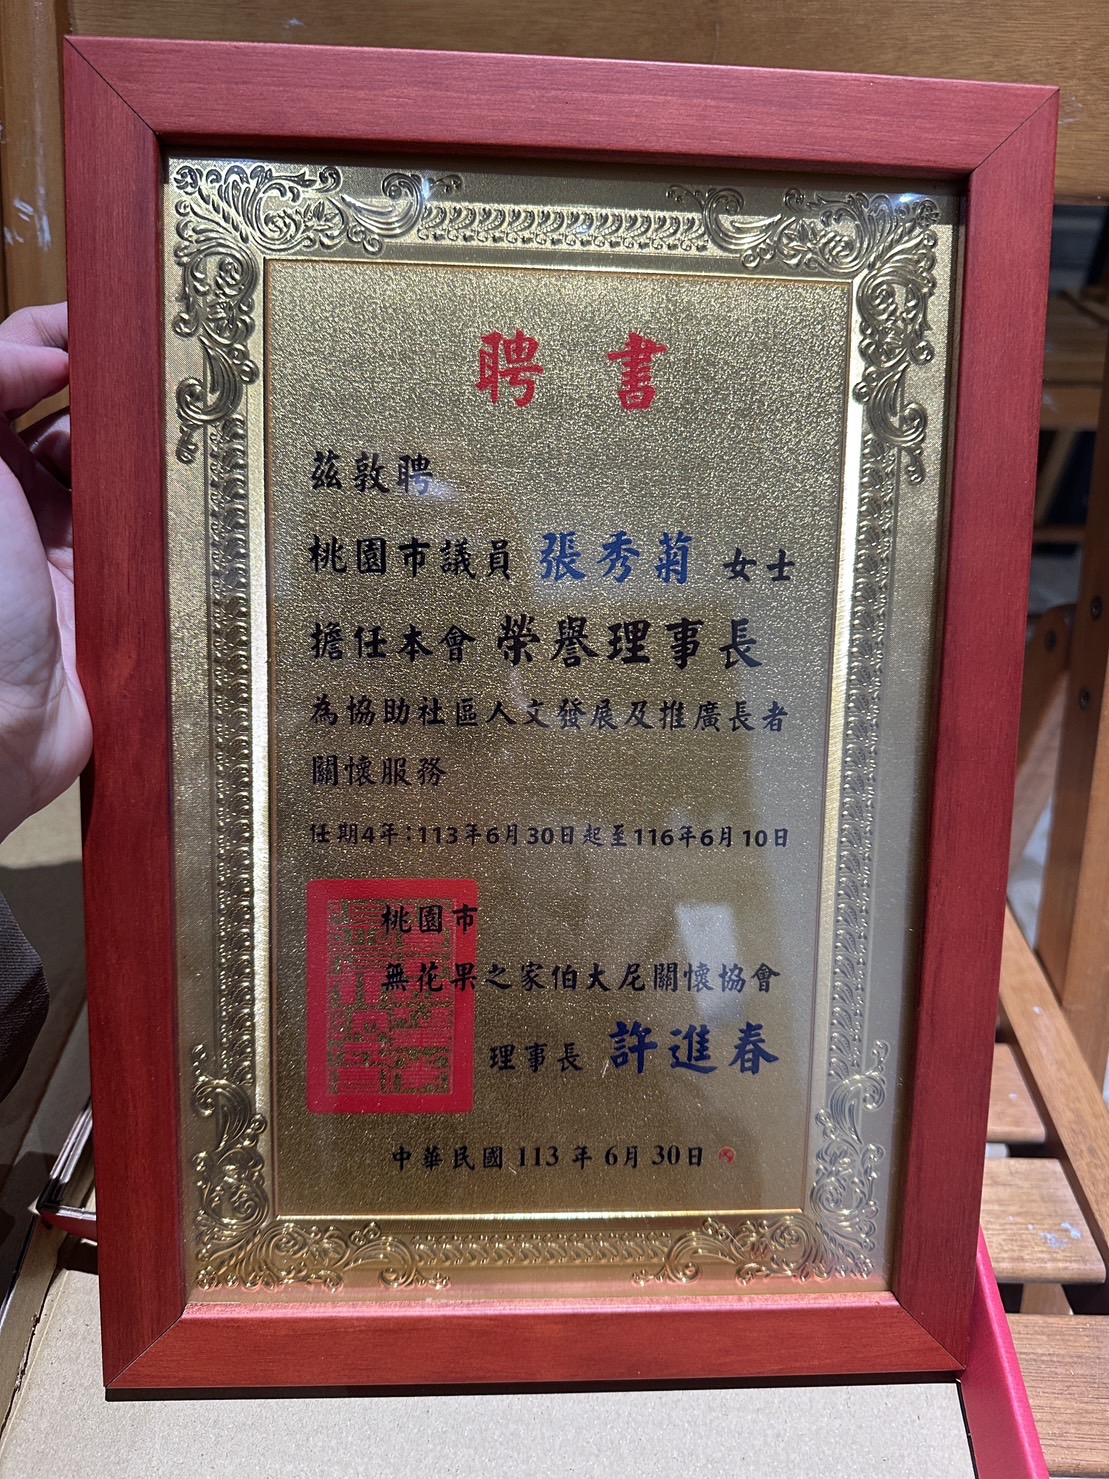 聘書
茲敦聘
桃園市議員 張秀菊 女士
擔任本會 榮譽理事長
為協助社區人文發展及推廣長者
關懷服務
任期4年：113年6月30日起至116年6月10日
桃園市
無花果之家伯大尼關懷協會
理事長 許進春
中華民國 113 年 6月 30日